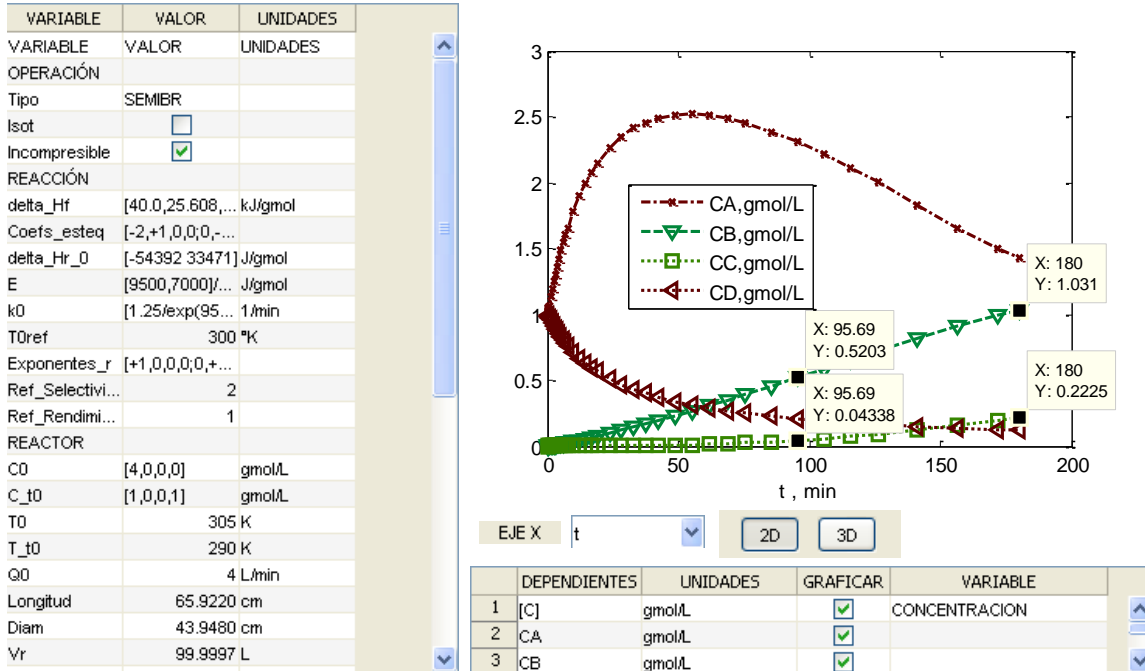 VARIABLE VALOR UNIDADES
VARIABLE VALOR UNIDADES
OPERACIÓN
Tipo SEMIBR
Isot
Incompresible
REACCIÓN
delta_Hf [40.0,25.608,... kJ/gmol
Coefs_esteq [-2,+1,0,0;0,-...
delta_Hr_0 [-54392 33471] J/gmol
E [9500,7000]/... J/gmol
k0 [1.25/exp(95... 1/min
T0ref 300 °K
Exponentes_r [+1,0,0,0;0,+...
Ref_Selectivi... 2
Ref_Rendimi... 1
REACTOR
C0 [4,0,0,0] gmol/L
C_t0 [1,0,0,1] gmol/L
T0 305 K
T_t0 290 K
Q0 4 L/min
Longitud 65.9220 cm
Diam 43.9480 cm
Vr 99.9997 L
3
2.5
2
1.5
1
0.5
0
0 50 100 150 200
t , min
CA,gmol/L
CB,gmol/L
CC,gmol/L
CD,gmol/L
X: 180
Y: 1.031
X: 95.69
Y: 0.5203
X: 180
Y: 0.2225
X: 95.69
Y: 0.04338
EJE X t 2D 3D
DEPENDIENTES UNIDADES GRAFICAR VARIABLE
1 [C] gmol/L CONCENTRACION
2 CA gmol/L
3 CB gmol/L